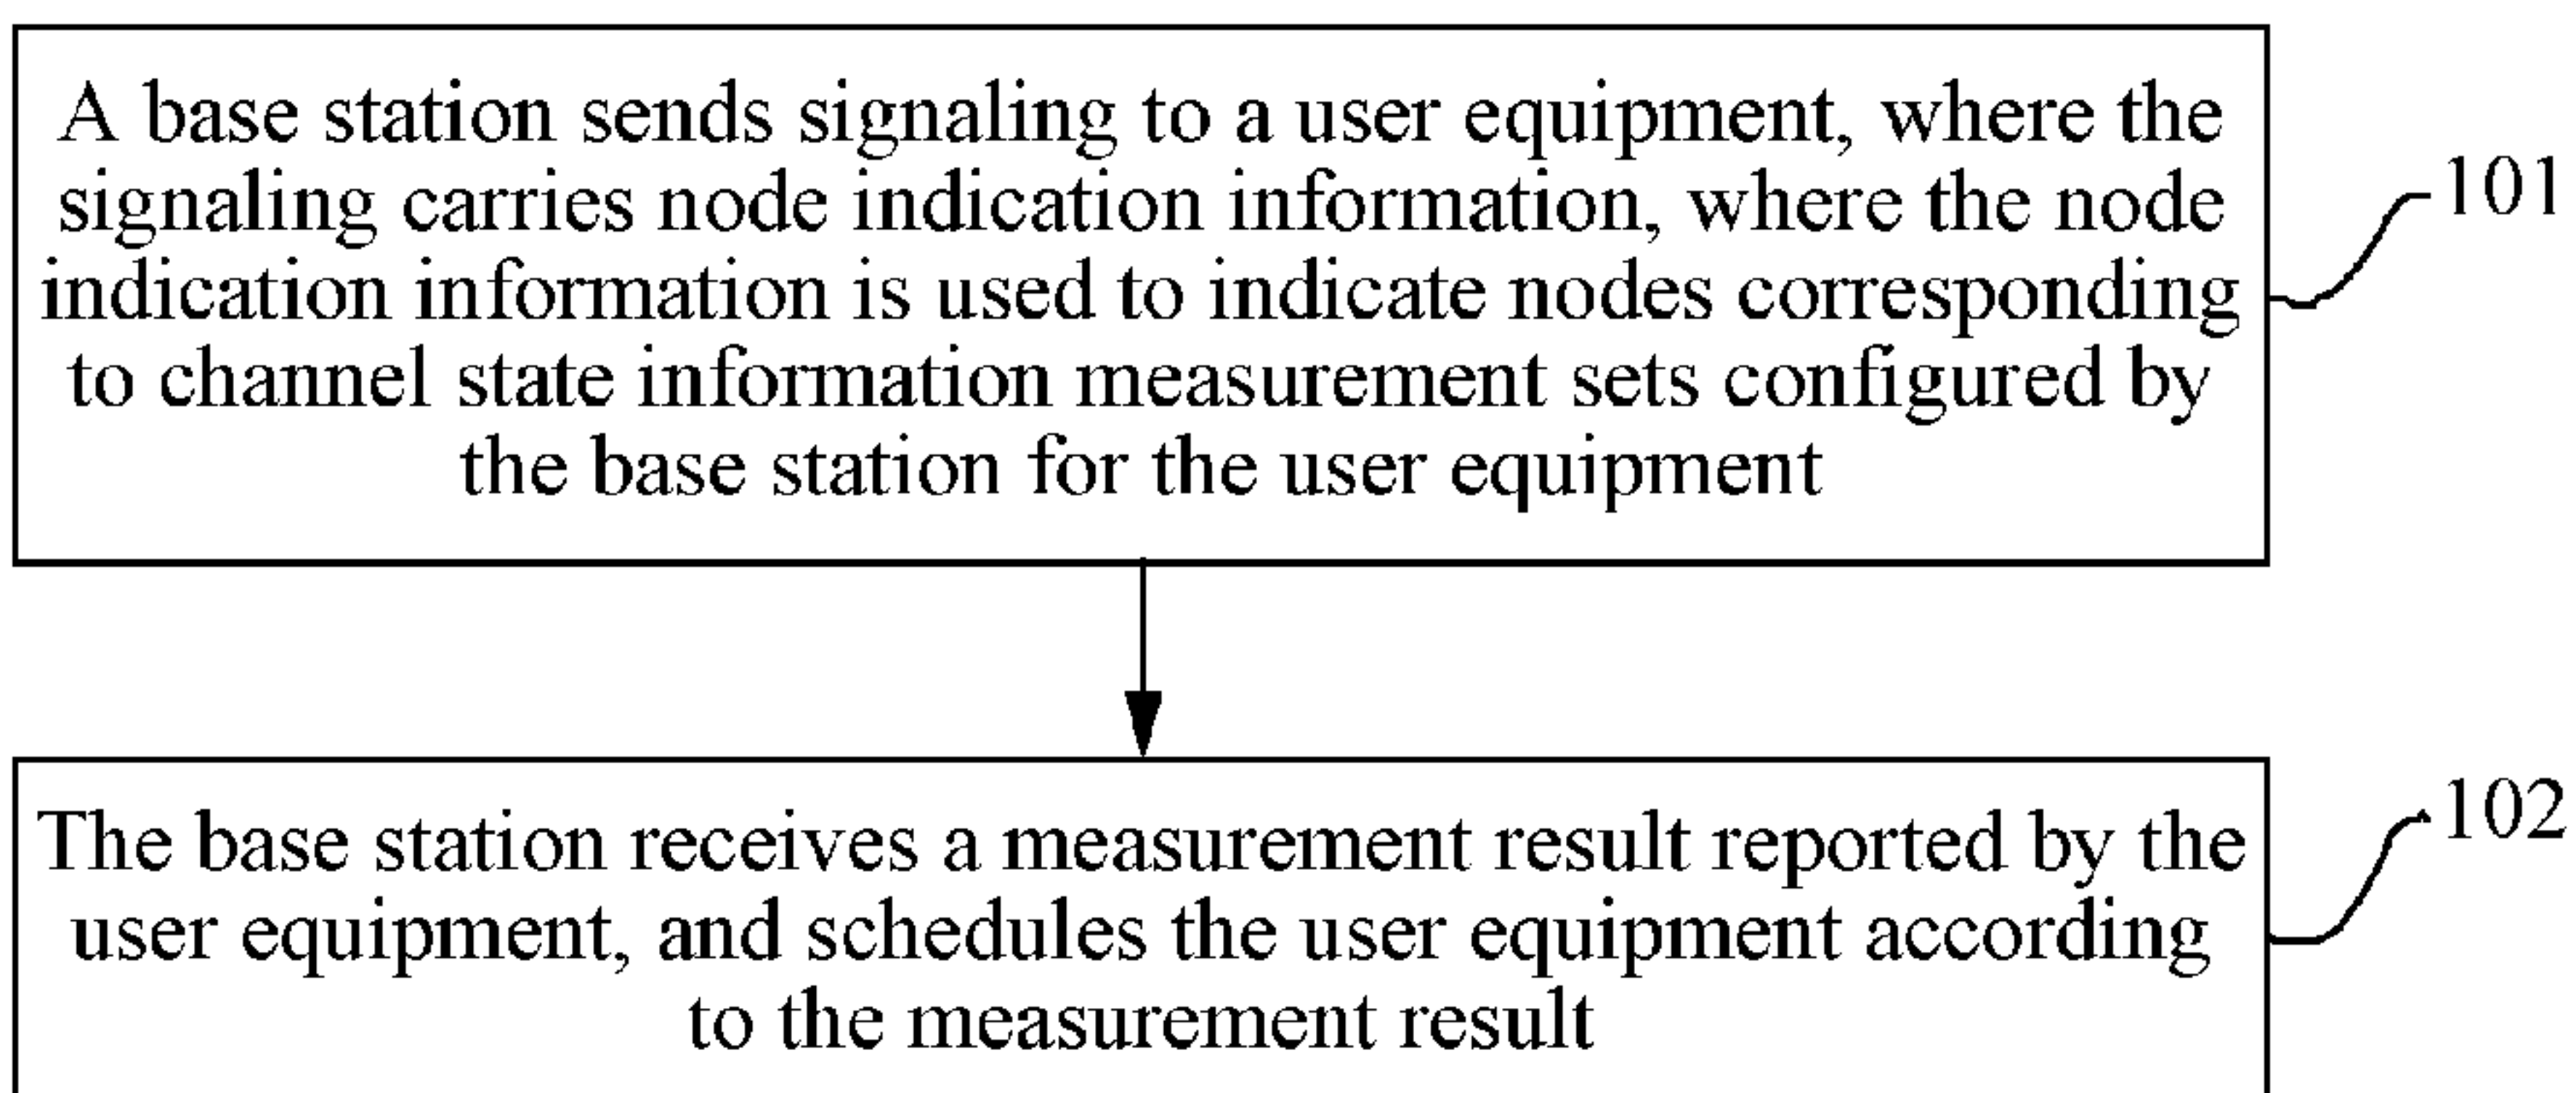 A base station sends signaling to a user equipment, where the
signaling carries node indication information, where the node
indication information is used to indicate nodes corresponding
to channel state information measurement sets configured by
the base station for the user equipment
101
The base station receives a measurement result reported by the
user equipment, and schedules the user equipment according
to the measurement result
102